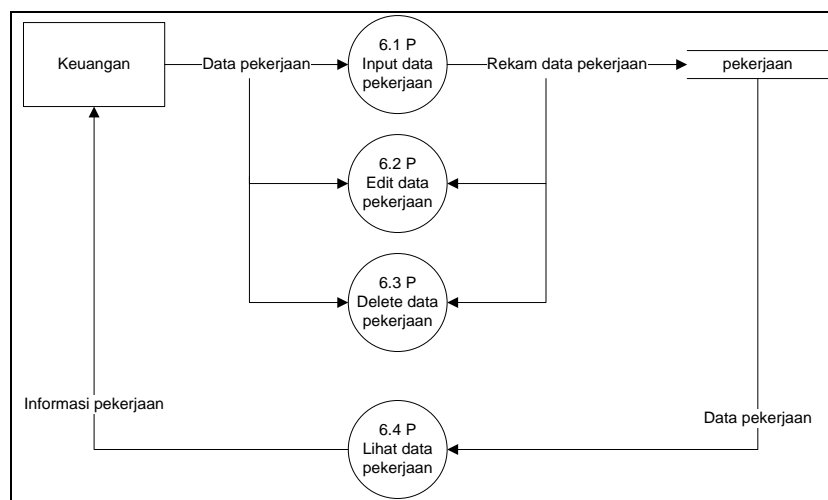 Keuangan
Data pekerjaan
6.1 P
Input data
pekerjaan
Rekam data pekerjaan
pekerjaan
6.2 P
Edit data
pekerjaan
6.3 P
Delete data
pekerjaan
Informasi pekerjaan
6.4 P
Lihat data
pekerjaan
Data pekerjaan